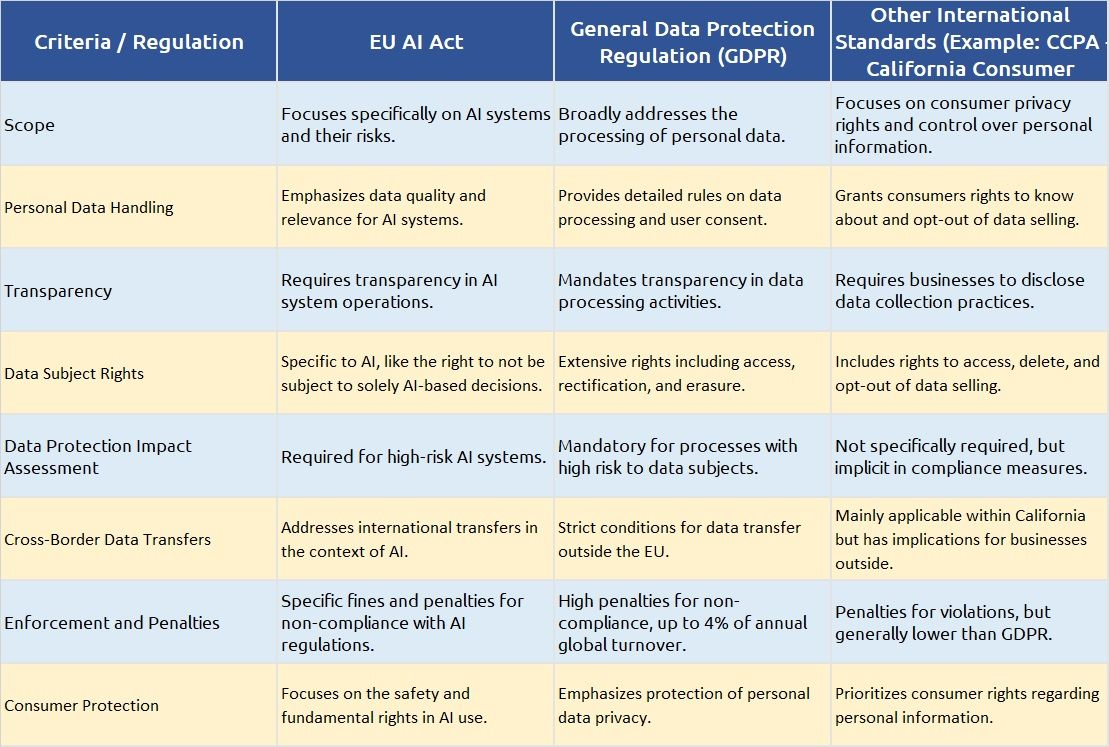 Criteria / Regulation
EU AI Act
General Data Protection
Regulation (GDPR)
Other International
Standards (Example: CCPA -
California Consumer
Scope
Focuses specifically on AI systems
and their risks.
Broadly addresses the
processing of personal data.
Focuses on consumer privacy
rights and control over personal
information.
Personal Data Handling
Emphasizes data quality and
relevance for AI systems.
Provides detailed rules on data
processing and user consent.
Grants consumers rights to know
about and opt-out of data selling.
Transparency
Requires transparency in AI
system operations.
Mandates transparency in data
processing activities.
Requires businesses to disclose
data collection practices.
Data Subject Rights
Specific to AI, like the right to not be
subject to solely AI-based decisions.
Extensive rights including access,
rectification, and erasure.
Includes rights to access, delete, and
opt-out of data selling.
Data Protection Impact
Assessment
Required for high-risk AI systems.
Mandatory for processes with
high risk to data subjects.
Not specifically required, but
implicit in compliance measures.
Cross-Border Data Transfers
Addresses international transfers in
the context of AI.
Strict conditions for data transfer
outside the EU.
Mainly applicable within California
but has implications for businesses
outside.
Enforcement and Penalties
Specific fines and penalties for
non-compliance with AI
regulations.
High penalties for non-
compliance, up to 4% of annual
global turnover.
Penalties for violations, but
generally lower than GDPR.
Consumer Protection
Focuses on the safety and
fundamental rights in AI use.
Emphasizes protection of personal
data privacy.
Prioritizes consumer rights regarding
personal information.